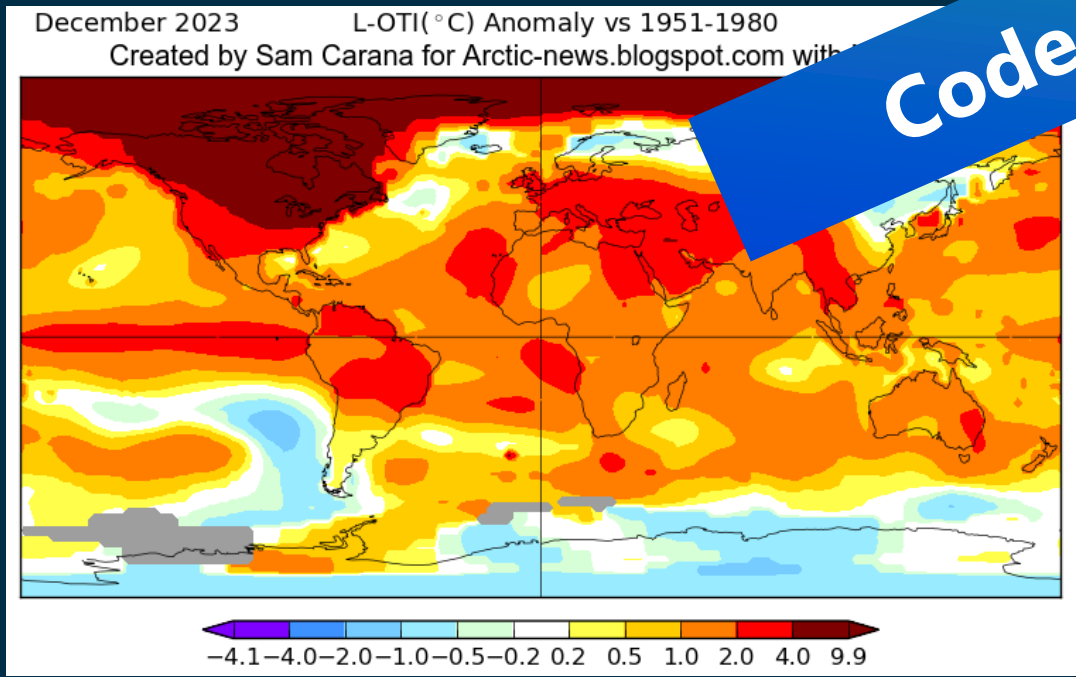 December 2023 L-OTI(°C) Anomaly vs 1951-1980
Created by Sam Carana for Arctic-news.blogspot.com with
Code
−4.1 −4.0 −2.0 −1.0 −0.5 −0.2 0.2 0.5 1.0 2.0 4.0 9.9